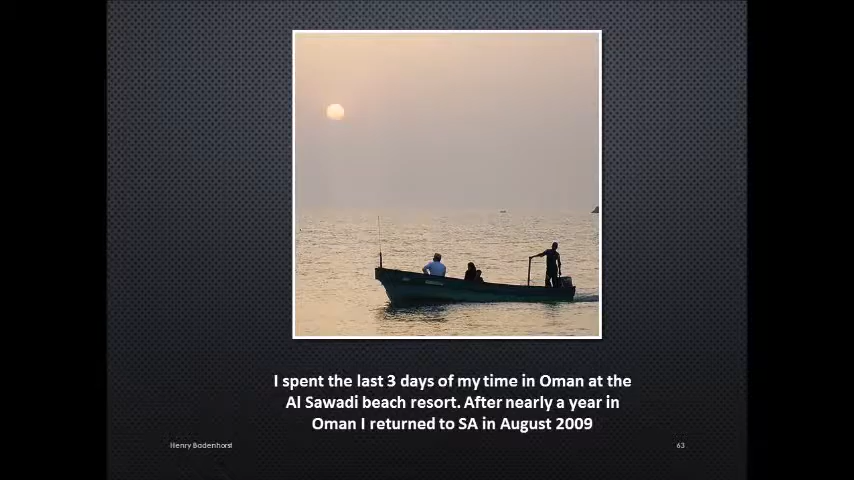 I spent the last 3 days of my time in Oman at the
Al Sawadi beach resort. After nearly a year in
Oman I returned to SA in August 2009
Henry Badenhorst
63